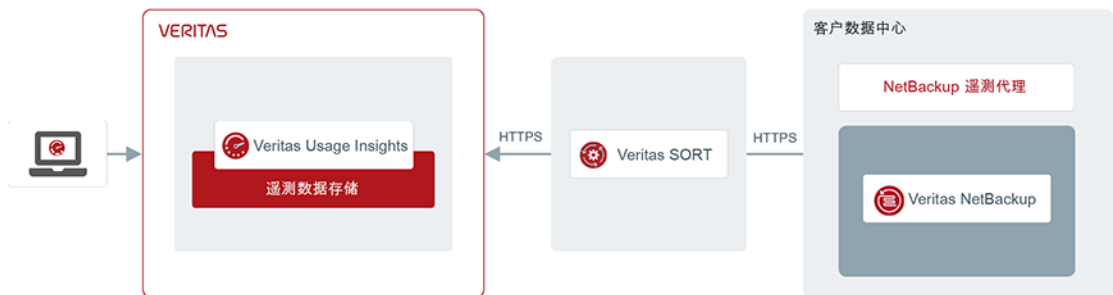 VERITAS
Veritas Usage Insights
遥测数据存储
HTTPS
Veritas SORT
HTTPS
客户数据中心
NetBackup 遥测代理
Veritas NetBackup